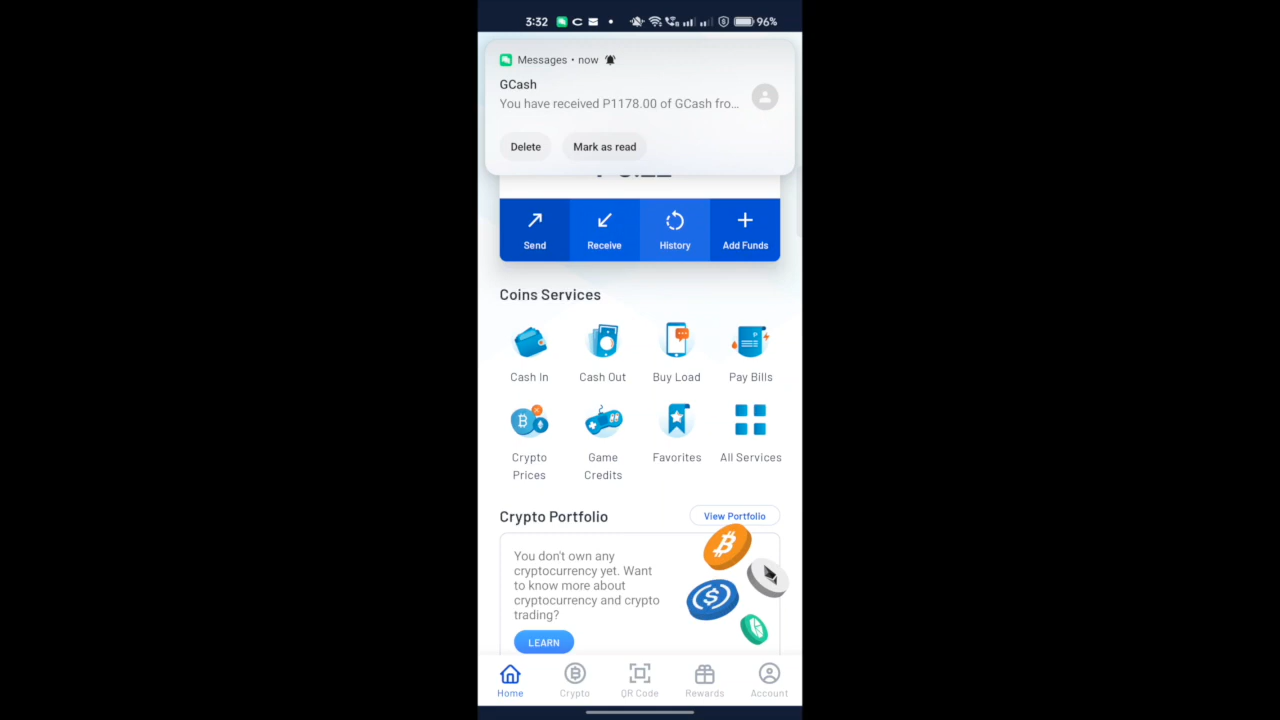 3:32
96%
Messages • now
GCash
You have received P1178.00 of GCash fro...
Delete
Mark as read
Send
Receive
History
Add Funds
Coins Services
Cash In
Cash Out
Buy Load
Pay Bills
Crypto Prices
Game Credits
Favorites
All Services
Crypto Portfolio
View Portfolio
You don't own any
cryptocurrency yet. Want
to know more about
cryptocurrency and crypto
trading?
LEARN
Home
Crypto
QR Code
Rewards
Account